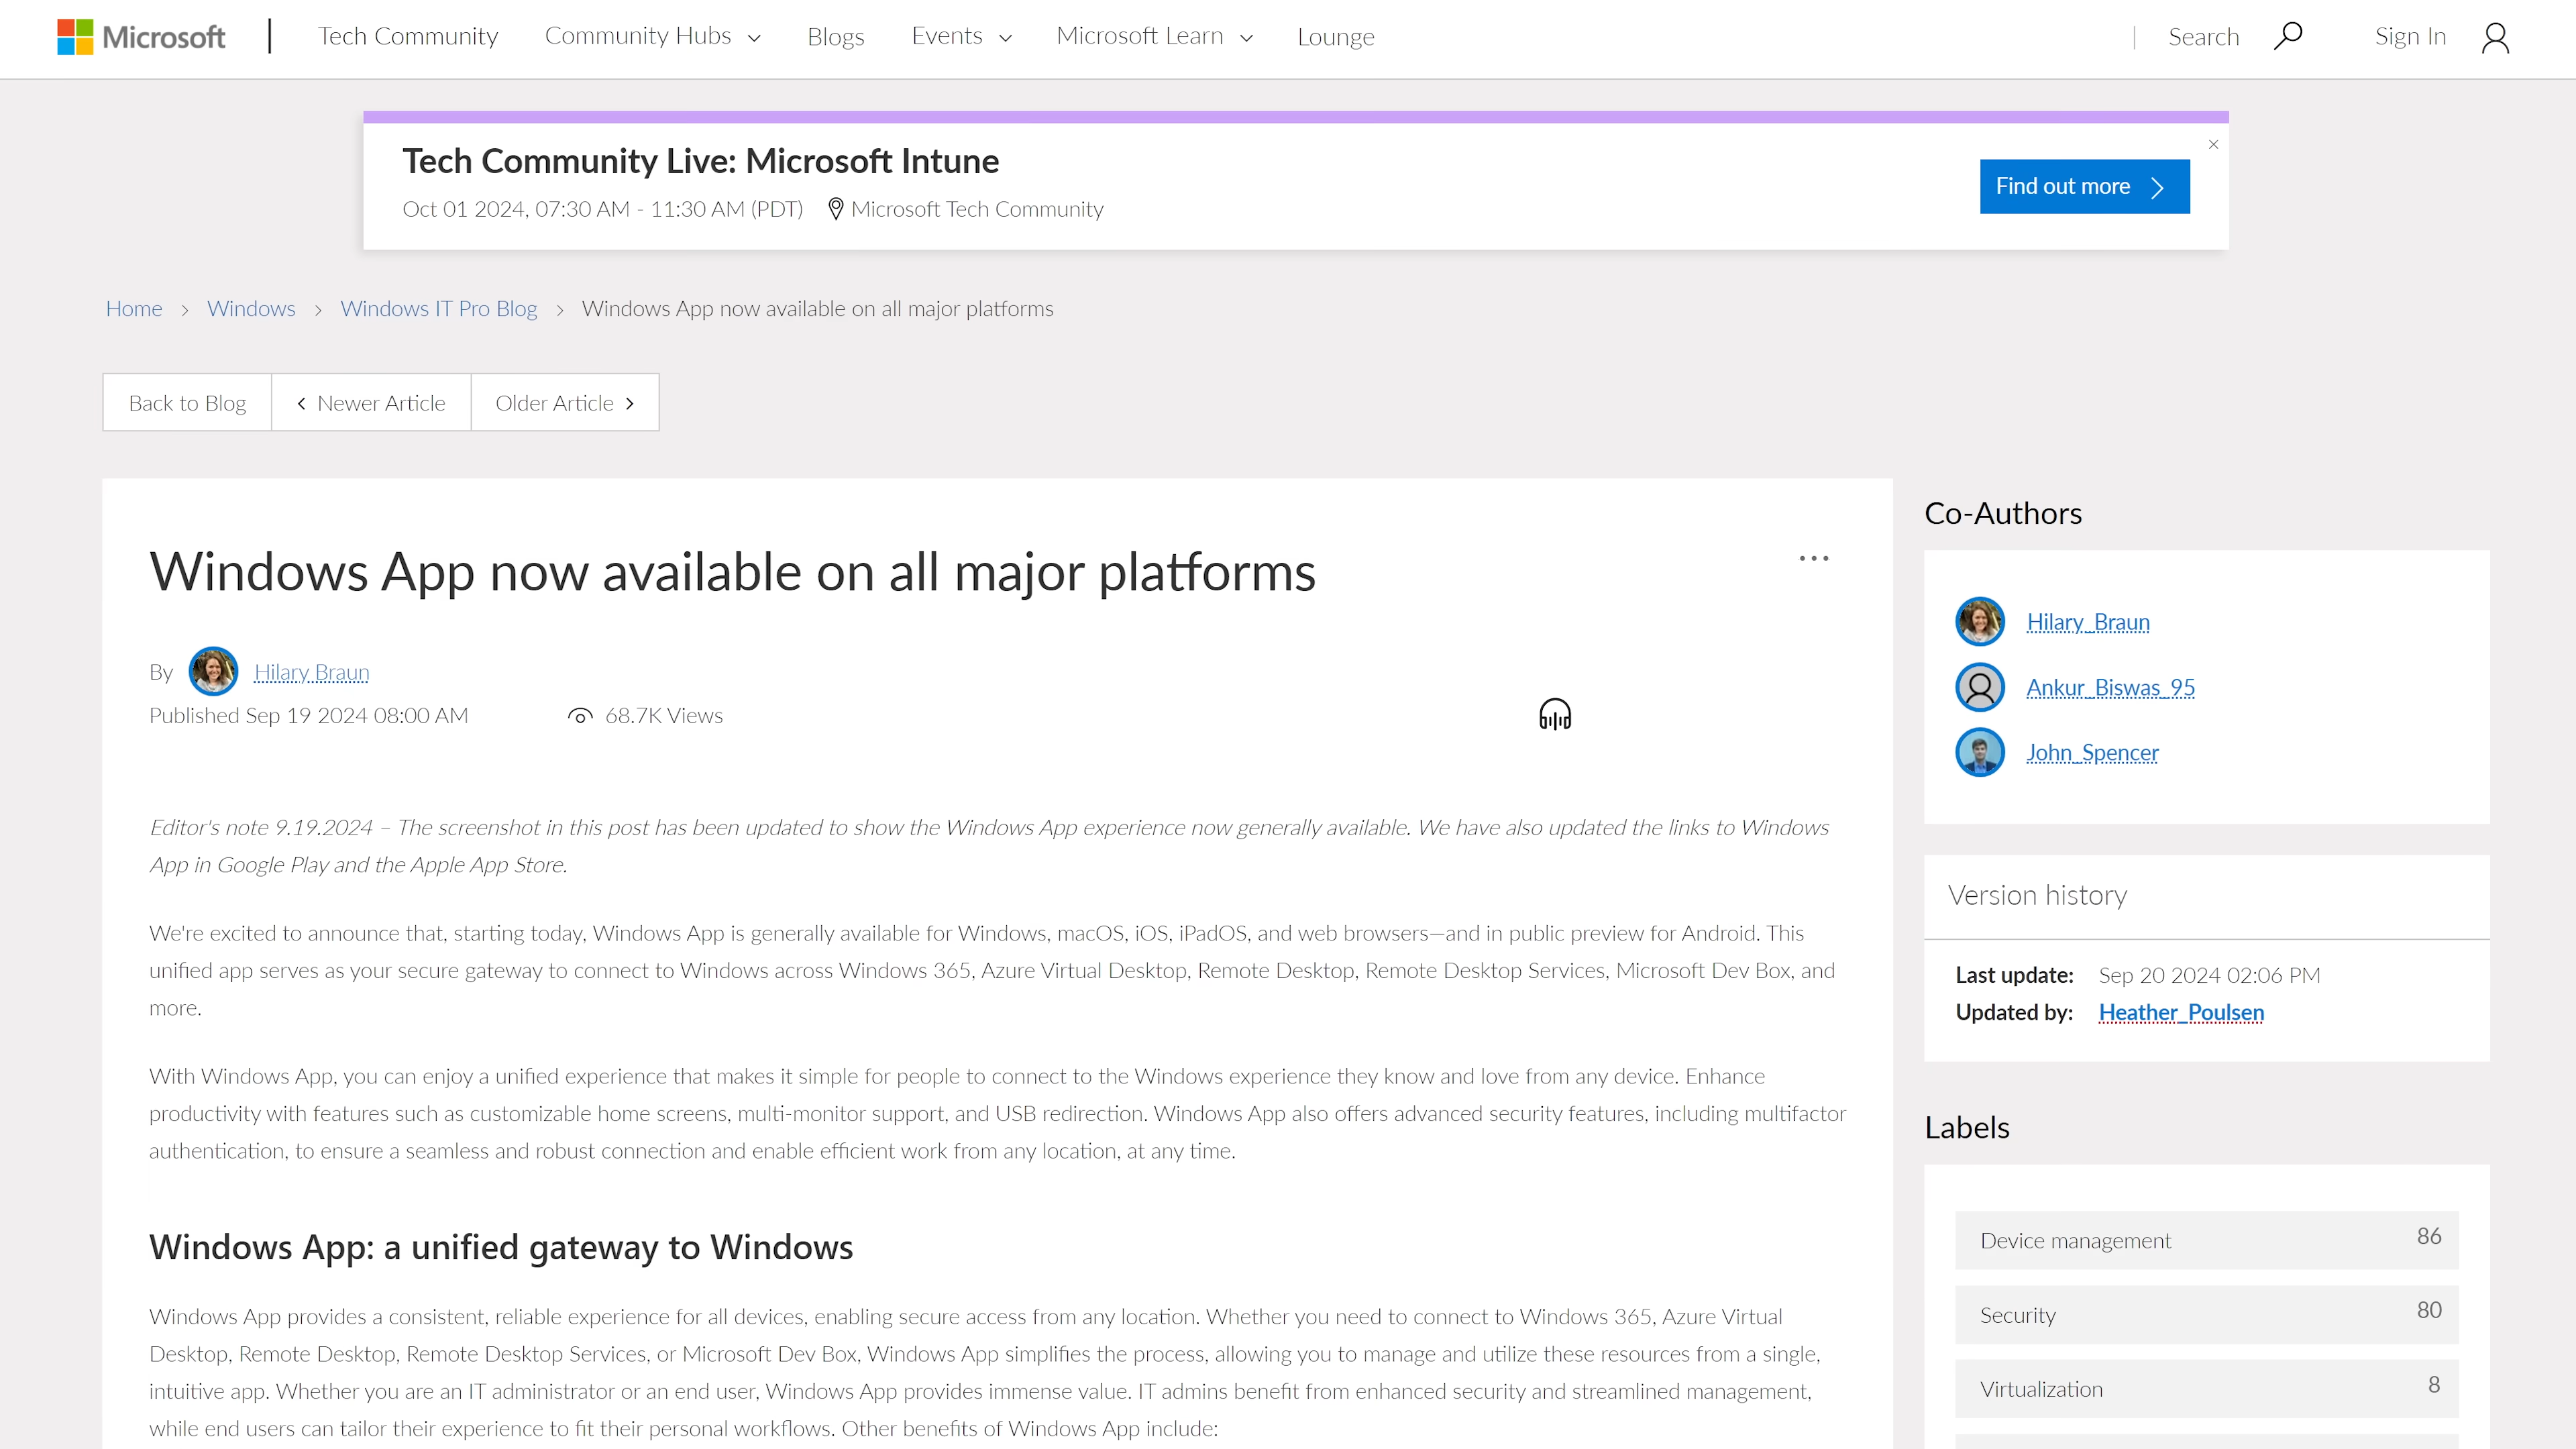 Microsoft
Tech Community
Community Hubs
Blogs
Events
Microsoft Learn
Lounge
Search
Sign In
Tech Community Live: Microsoft Intune
Oct 01 2024, 07:30 AM - 11:30 AM (PDT) Microsoft Tech Community
Find out more
Home > Windows > Windows IT Pro Blog > Windows App now available on all major platforms
Back to Blog
Newer Article
Older Article
Windows App now available on all major platforms
By Hilary Braun
Published Sep 19 2024 08:00 AM 68.7K Views
Editor's note 9.19.2024 – The screenshot in this post has been updated to show the Windows App experience now generally available. We have also updated the links to Windows
App in Google Play and the Apple App Store.
We're excited to announce that, starting today, Windows App is generally available for Windows, macOS, iOS, iPadOS, and web browsers—and in public preview for Android. This
unified app serves as your secure gateway to connect to Windows across Windows 365, Azure Virtual Desktop, Remote Desktop, Remote Desktop Services, Microsoft Dev Box, and
more.
With Windows App, you can enjoy a unified experience that makes it simple for people to connect to the Windows experience they know and love from any device. Enhance
productivity with features such as customizable home screens, multi-monitor support, and USB redirection. Windows App also offers advanced security features, including multifactor
authentication, to ensure a seamless and robust connection and enable efficient work from any location, at any time.
Windows App: a unified gateway to Windows
Windows App provides a consistent, reliable experience for all devices, enabling secure access from any location. Whether you need to connect to Windows 365, Azure Virtual
Desktop, Remote Desktop, Remote Desktop Services, or Microsoft Dev Box, Windows App simplifies the process, allowing you to manage and utilize these resources from a single,
intuitive app. Whether you are an IT administrator or an end user, Windows App provides immense value. IT admins benefit from enhanced security and streamlined management,
while end users can tailor their experience to fit their personal workflows. Other benefits of Windows App include:
Co-Authors
Hilary_Braun
Ankur_Biswas_95
John_Spencer
Version history
Last update: Sep 20 2024 02:06 PM
Updated by: Heather_Poulsen
Labels
Device management 86
Security 80
Virtualization 8